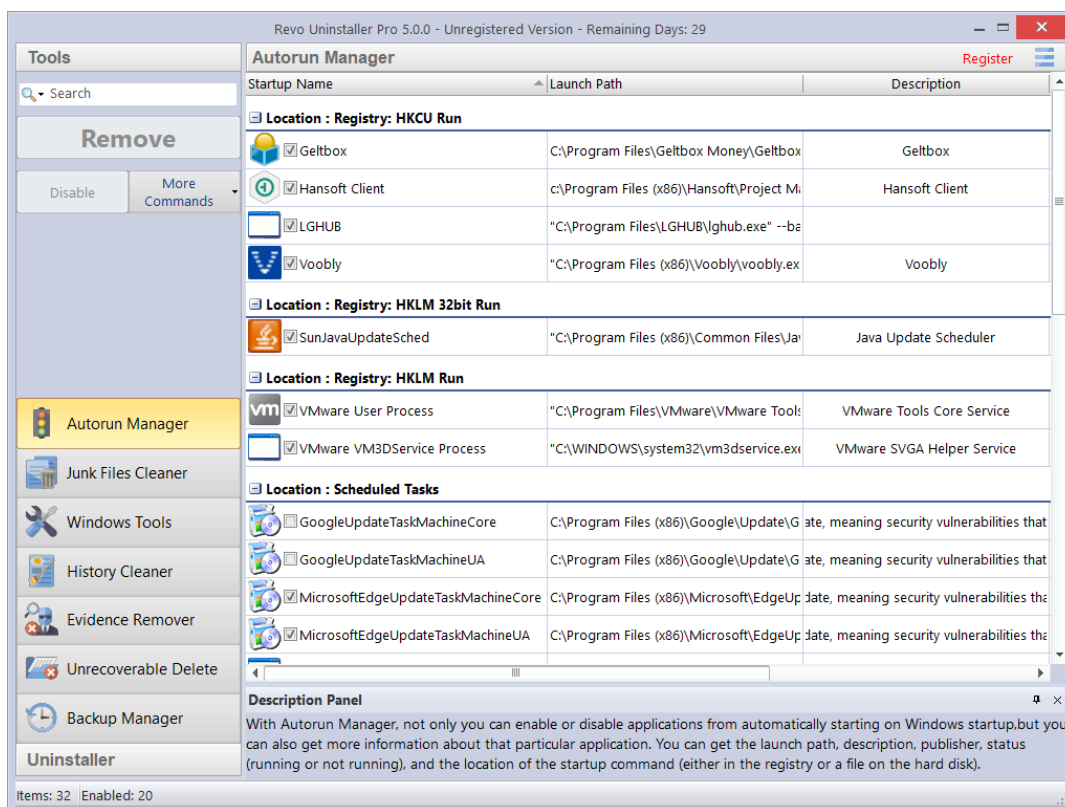 Revo Uninstaller Pro 5.0.0 - Unregistered Version - Remaining Days: 29
Tools
Search
Remove
Disable
More
Commands
Autorun Manager
Junk Files Cleaner
Windows Tools
History Cleaner
Evidence Remover
Unrecoverable Delete
Backup Manager
Uninstaller
Autorun Manager
Register
Startup Name Launch Path Description
Location : Registry: HKCU Run
Geltbox C:\Program Files\Geltbox Money\Geltbox Geltbox
Hansoft Client c:\Program Files (x86)\Hansoft\Project Ma Hansoft Client
LGHUB "C:\Program Files\LGHUB\lghub.exe" --ba
Voobly "C:\Program Files (x86)\Voobly\voobly.ex Voobly
Location : Registry: HKLM 32bit Run
SunJavaUpdateSched "C:\Program Files (x86)\Common Files\Jav Java Update Scheduler
Location : Registry: HKLM Run
vm VMware User Process "C:\Program Files\VMware\VMware Tools VMware Tools Core Service
VMware VM3DService Process "C:\WINDOWS\system32\vm3dservice.exe VMware SVGA Helper Service
Location : Scheduled Tasks
GoogleUpdateTaskMachineCore C:\Program Files (x86)\Google\Update\G ate, meaning security vulnerabilities that
GoogleUpdateTaskMachineUA C:\Program Files (x86)\Google\Update\G ate, meaning security vulnerabilities that
MicrosoftEdgeUpdateTaskMachineCore C:\Program Files (x86)\Microsoft\EdgeUp date, meaning security vulnerabilities tha
MicrosoftEdgeUpdateTaskMachineUA C:\Program Files (x86)\Microsoft\EdgeUp date, meaning security vulnerabilities tha
Description Panel
With Autorun Manager, not only you can enable or disable applications from automatically starting on Windows startup,but you
can also get more information about that particular application. You can get the launch path, description, publisher, status
(running or not running), and the location of the startup command (either in the registry or a file on the hard disk).
Items: 32 Enabled: 20